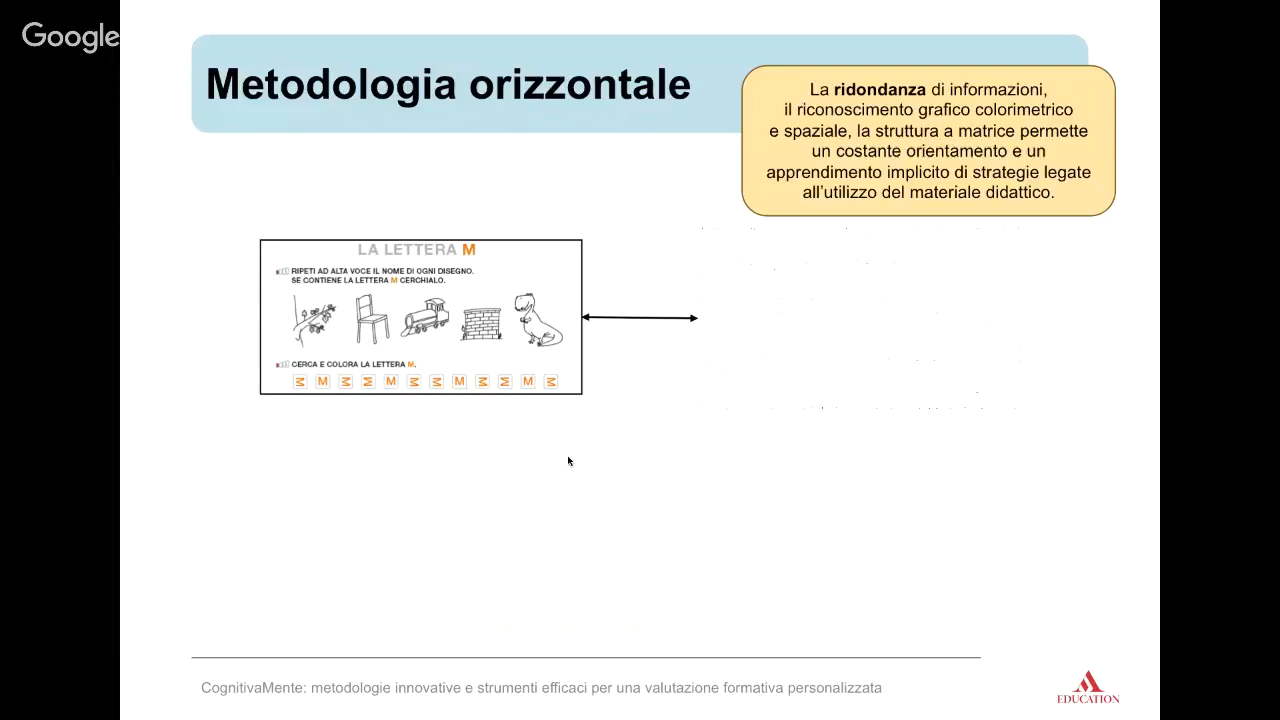 Google
Metodologia orizzontale
La ridondanza di informazioni,
il riconoscimento grafico colorimetrico
e spaziale, la struttura a matrice permette
un costante orientamento e un
apprendimento implicito di strategie legate
all'utilizzo del materiale didattico.
LA LETTERA M
RIPETI AD ALTA VOCE IL NOME DI OGNI DISEGNO.
SE CONTIENE LA LETTERA M CERCHIALO.
CERCA E COLORA LA LETTERA M.
M M M M M M M M M M M M
CognitivaMente: metodologie innovative e strumenti efficaci per una valutazione formativa personalizzata
EDUCATION